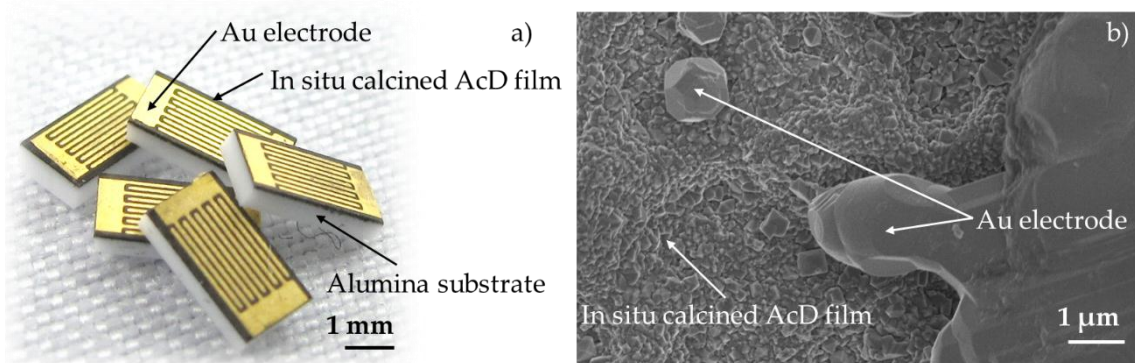 Au electrode
a)
In situ calcined AcD film
Alumina substrate
1 mm
b)
Au electrode
In situ calcined AcD film
1 μm